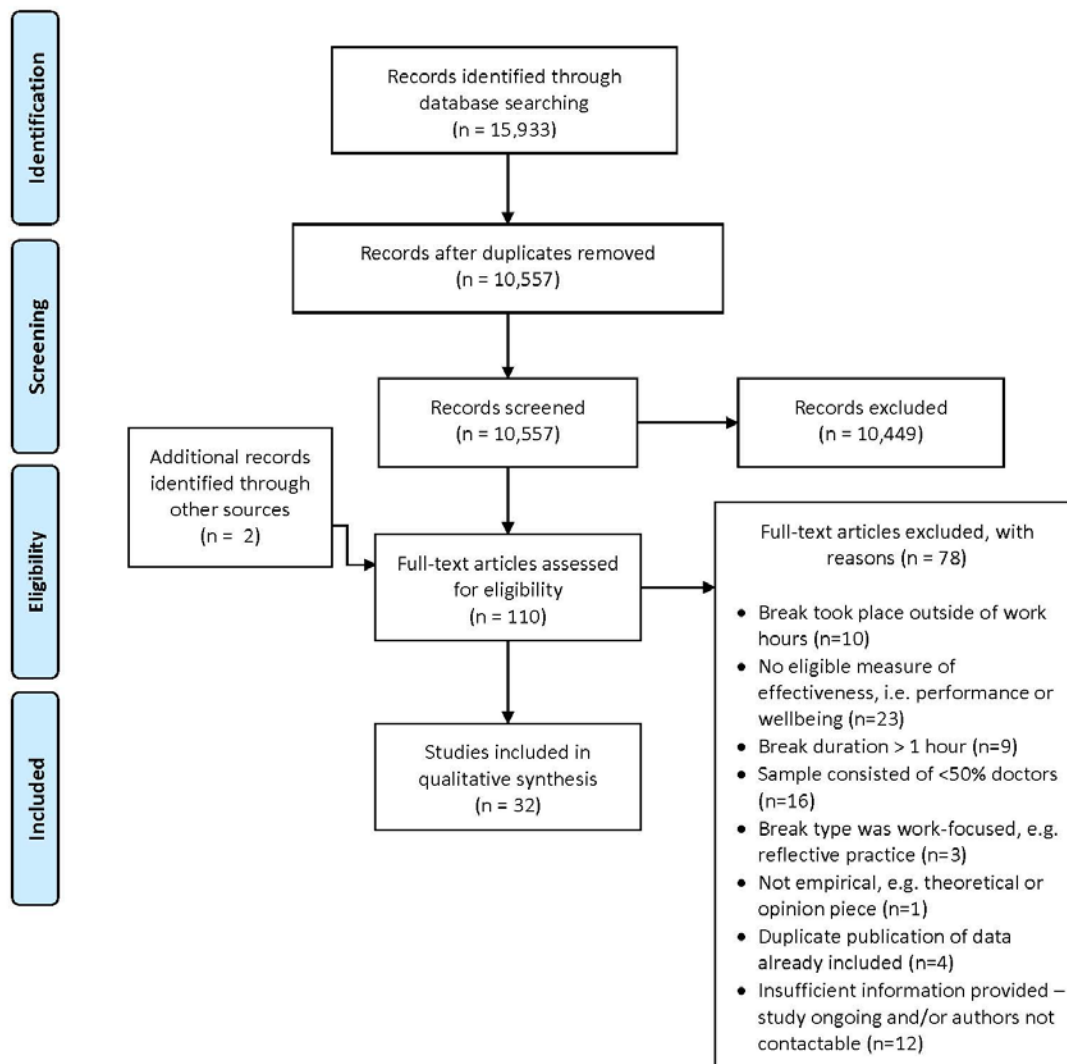 Identification
Records identified through
database searching
(n = 15,933)
Records after duplicates removed
(n = 10,557)
Screening
Records screened
(n = 10,557)
Records excluded
(n = 10,449)
Additional records
identified through
other sources
(n = 2)
Eligibility
Full-text articles assessed
for eligibility
(n = 110)
Full-text articles excluded, with
reasons (n = 78)
• Break took place outside of work
hours (n=10)
• No eligible measure of
effectiveness, i.e. performance or
wellbeing (n=23)
• Break duration > 1 hour (n=9)
• Sample consisted of <50% doctors
(n=16)
• Break type was work-focused, e.g.
reflective practice (n=3)
• Not empirical, e.g. theoretical or
opinion piece (n=1)
• Duplicate publication of data
already included (n=4)
• Insufficient information provided –
study ongoing and/or authors not
contactable (n=12)
Included
Studies included in
qualitative synthesis
(n = 32)